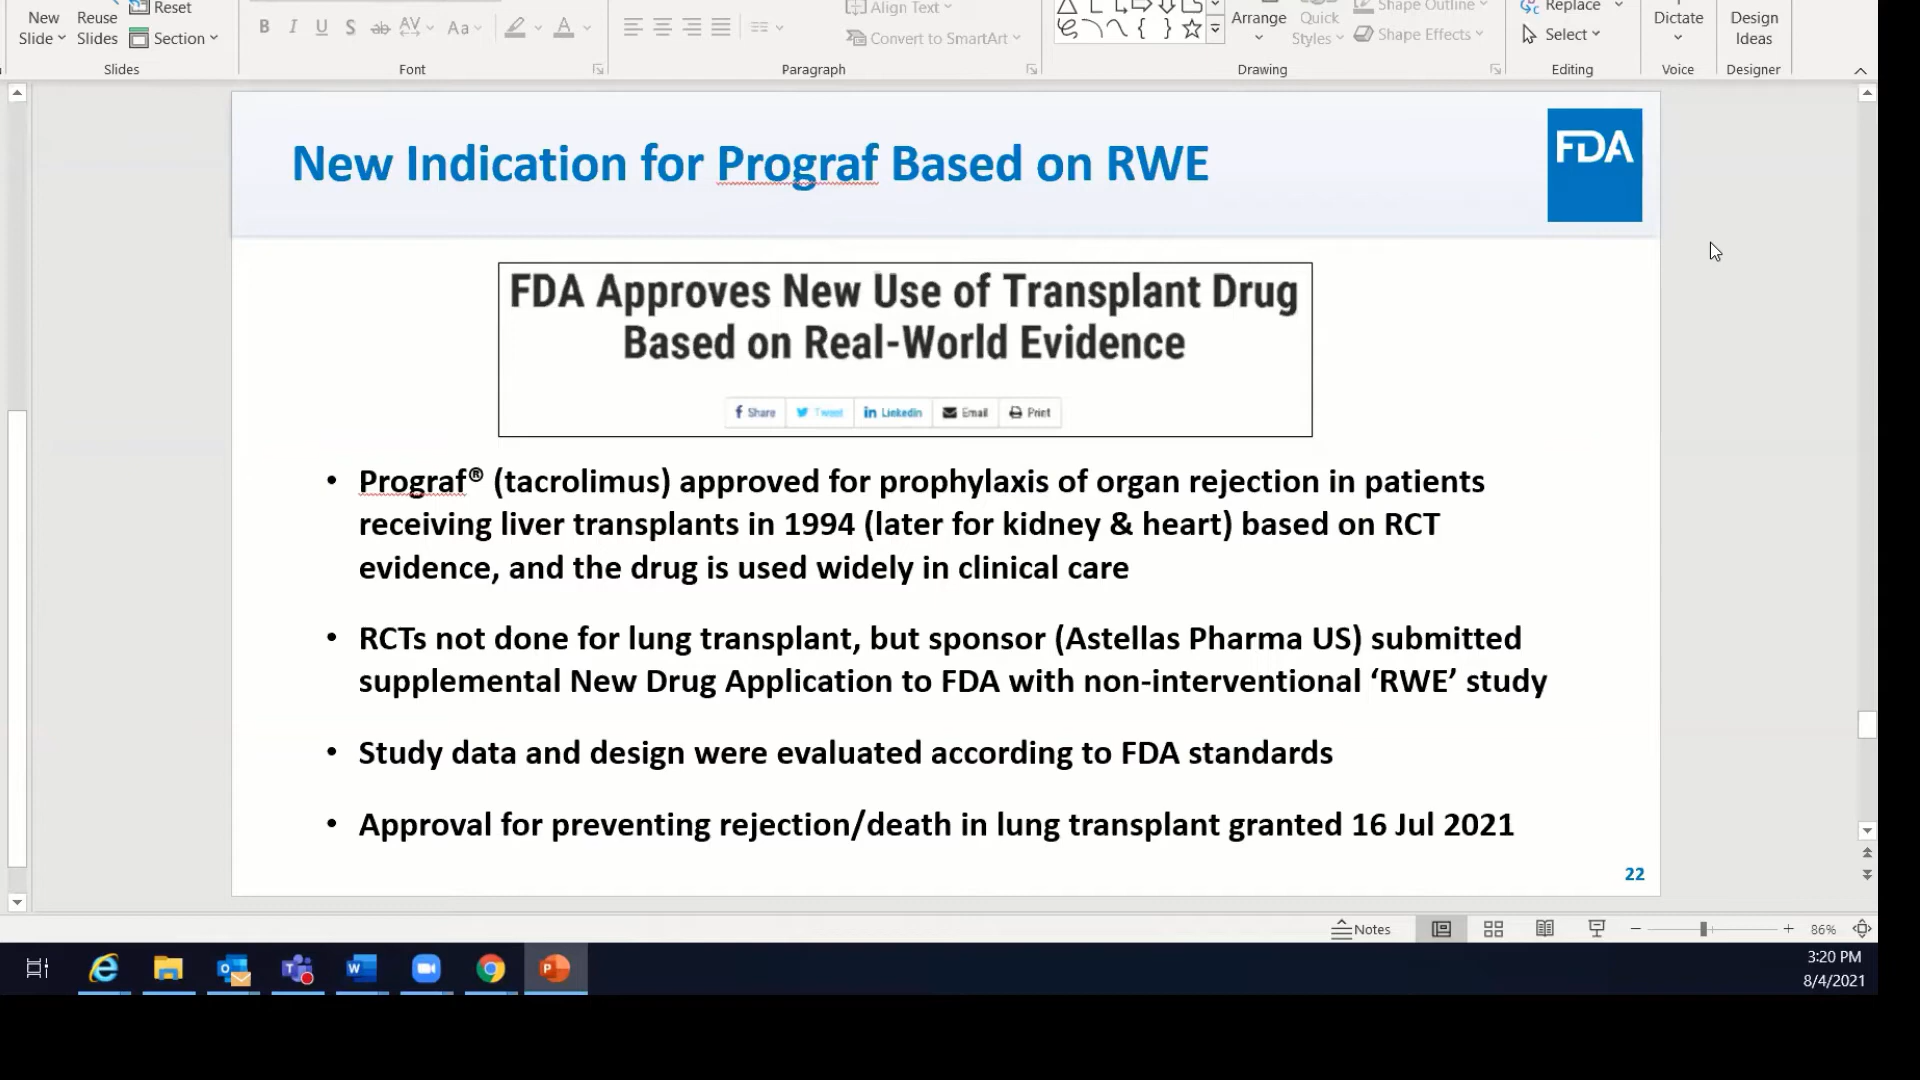 New
Slide
Reuse
Slides
Reset
Section
Slides
B I U S ab AV Aa A
Font
Align Text
Convert to SmartArt
Paragraph
Arrange
Quick
Styles
Shape Outline
Shape Effects
Drawing
Replace
Select
Editing
Dictate
Voice
Design
Ideas
Designer
New Indication for Prograf Based on RWE
FDA
FDA Approves New Use of Transplant Drug
Based on Real-World Evidence
Share Tweet Linkedin Email Print
• Prograf® (tacrolimus) approved for prophylaxis of organ rejection in patients
receiving liver transplants in 1994 (later for kidney & heart) based on RCT
evidence, and the drug is used widely in clinical care
• RCTs not done for lung transplant, but sponsor (Astellas Pharma US) submitted
supplemental New Drug Application to FDA with non-interventional ‘RWE’ study
• Study data and design were evaluated according to FDA standards
• Approval for preventing rejection/death in lung transplant granted 16 Jul 2021
22
Notes
86%
3:20 PM
8/4/2021